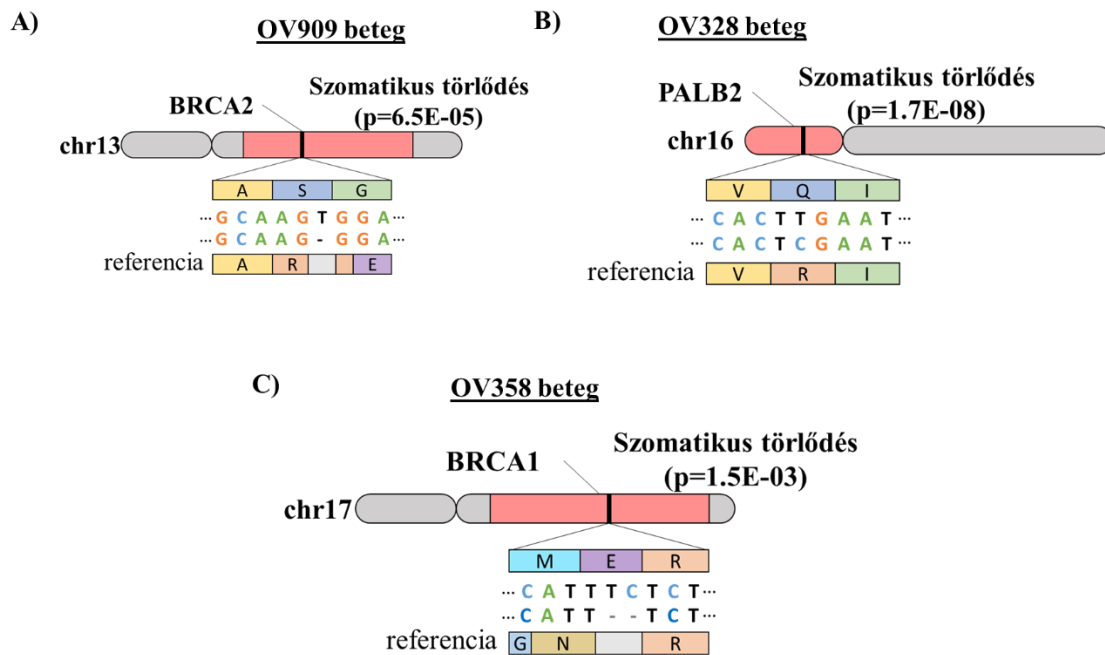 A)
OV909 beteg
BRCA2
Szomatikus törlődés
(p=6.5E-05)
chr13
A S G
...G C A A G T G G A...
...G C A A G - G G A...
referencia
A R E
B)
OV328 beteg
PALB2
Szomatikus törlődés
(p=1.7E-08)
chr16
V Q I
...C A C T T G A A T...
...C A C T C G A A T...
referencia
V R I
C)
OV358 beteg
BRCA1
Szomatikus törlődés
(p=1.5E-03)
chr17
M E R
...C A T T T C T C T...
...C A T T - - T C T...
referencia
G N R